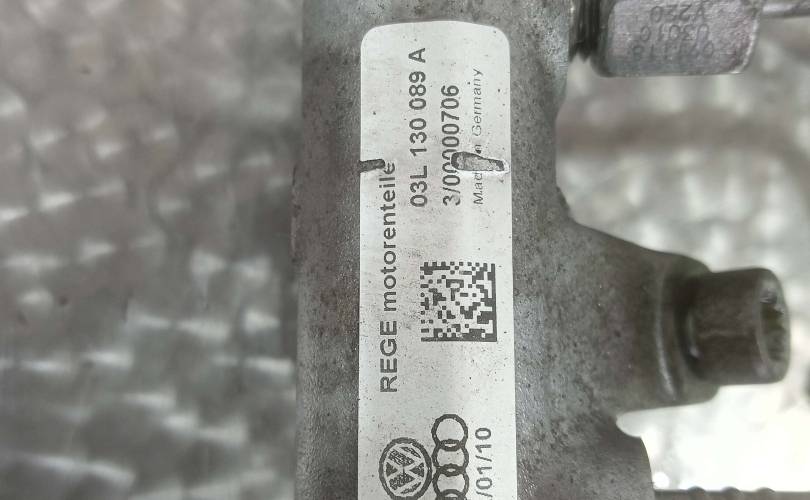 REGE motorenteile
03L 130 089 A
3/00000706
Made in Germany
/01/10